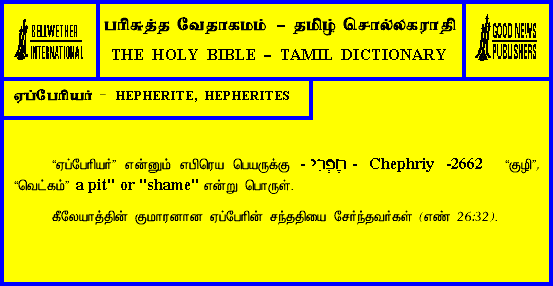 BELLWETHER
INTERNATIONAL
பரிசுத்த வேதாகமம் – தமிழ் சொல்லகராதி
THE HOLY BIBLE – TAMIL DICTIONARY
GOOD NEWS
PUBLISHERS
ஏப்பேரியர் – HEPHERITE, HEPHERITES
“ஏப்பேரியர்” என்னும் எபிரெய பெயருக்கு - חֶפְרִי - Chephriy -2662 “குழி”,
“வெட்கம்” a pit" or "shame" என்று பொருள்.
கீலேயாத்தின் குமாரனான ஏப்பேரின் சந்ததியை சேர்ந்தவர்கள் (எண் 26:32).